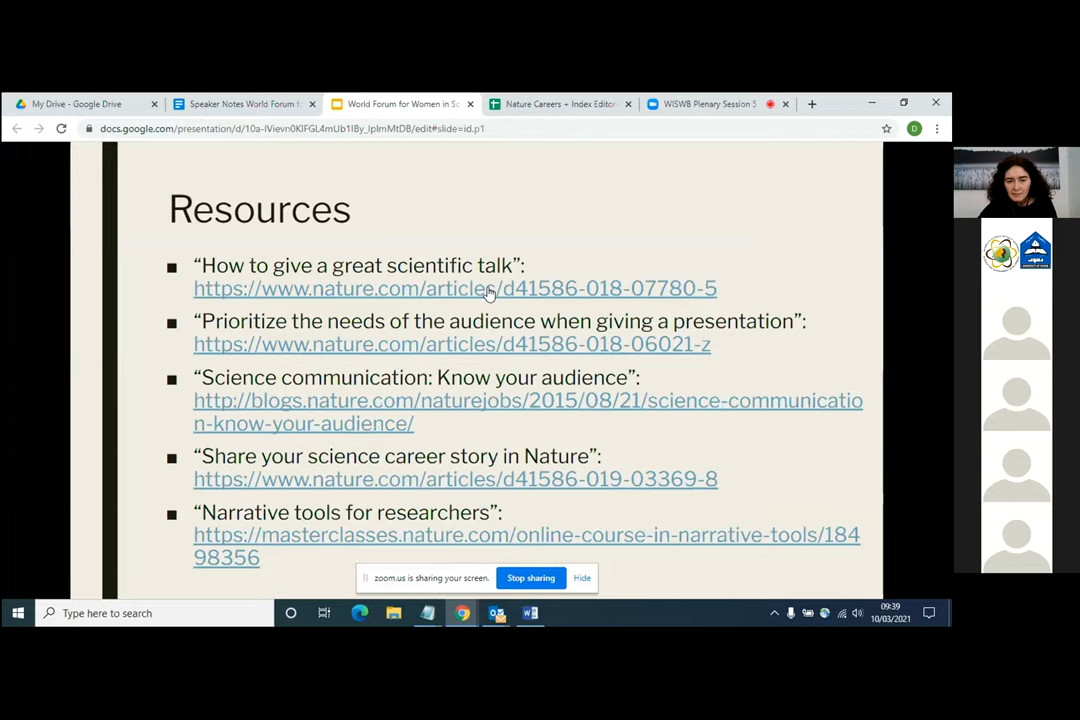 My Drive - Google Drive
Speaker Notes World Forum f
World Forum for Women in Sc
Nature Careers + Index Editor
WISWB Plenary Session 5
docs.google.com/presentation/d/
/edit#slide=id.p1
D
Resources
■ “How to give a great scientific talk”:
https://www.nature.com/articles/d41586-018-07780-5
■ “Prioritize the needs of the audience when giving a presentation”:
https://www.nature.com/articles/d41586-018-06021-z
■ “Science communication: Know your audience”:
http://blogs.nature.com/naturejobs/2015/08/21/science-communicatio
n-know-your-audience/
■ “Share your science career story in Nature”:
https://www.nature.com/articles/d41586-019-03369-8
■ “Narrative tools for researchers”:
https://masterclasses.nature.com/online-course-in-narrative-tools/184
98356
zoom.us is sharing your screen.
Stop sharing
Hide
Type here to search
09:39
10/03/2021